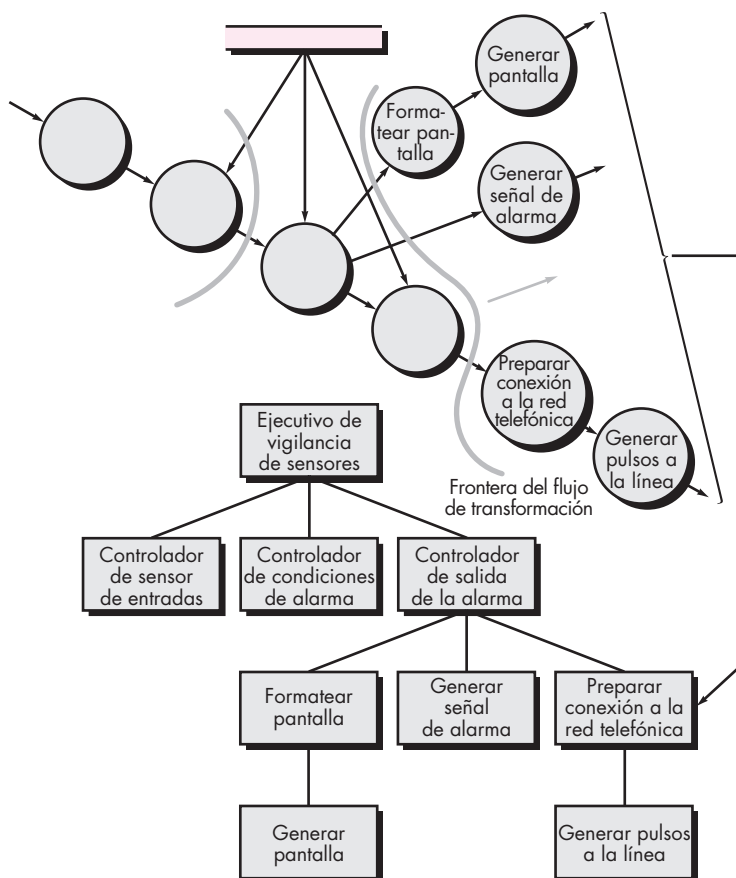 Generar
pantalla
Forma-
tear pan-
talla
Generar
señal de
alarma
Preparar
conexión
a la red
telefónica
Generar
pulsos a
la línea
Frontera del flujo
de transformación
Ejecutivo de
vigilancia
de sensores
Controlador
de sensor
de entradas
Controlador
de condiciones
de alarma
Controlador
de salida
de la alarma
Formatear
pantalla
Generar
señal
de alarma
Preparar
conexión a la
red telefónica
Generar
pantalla
Generar pulsos
a la línea